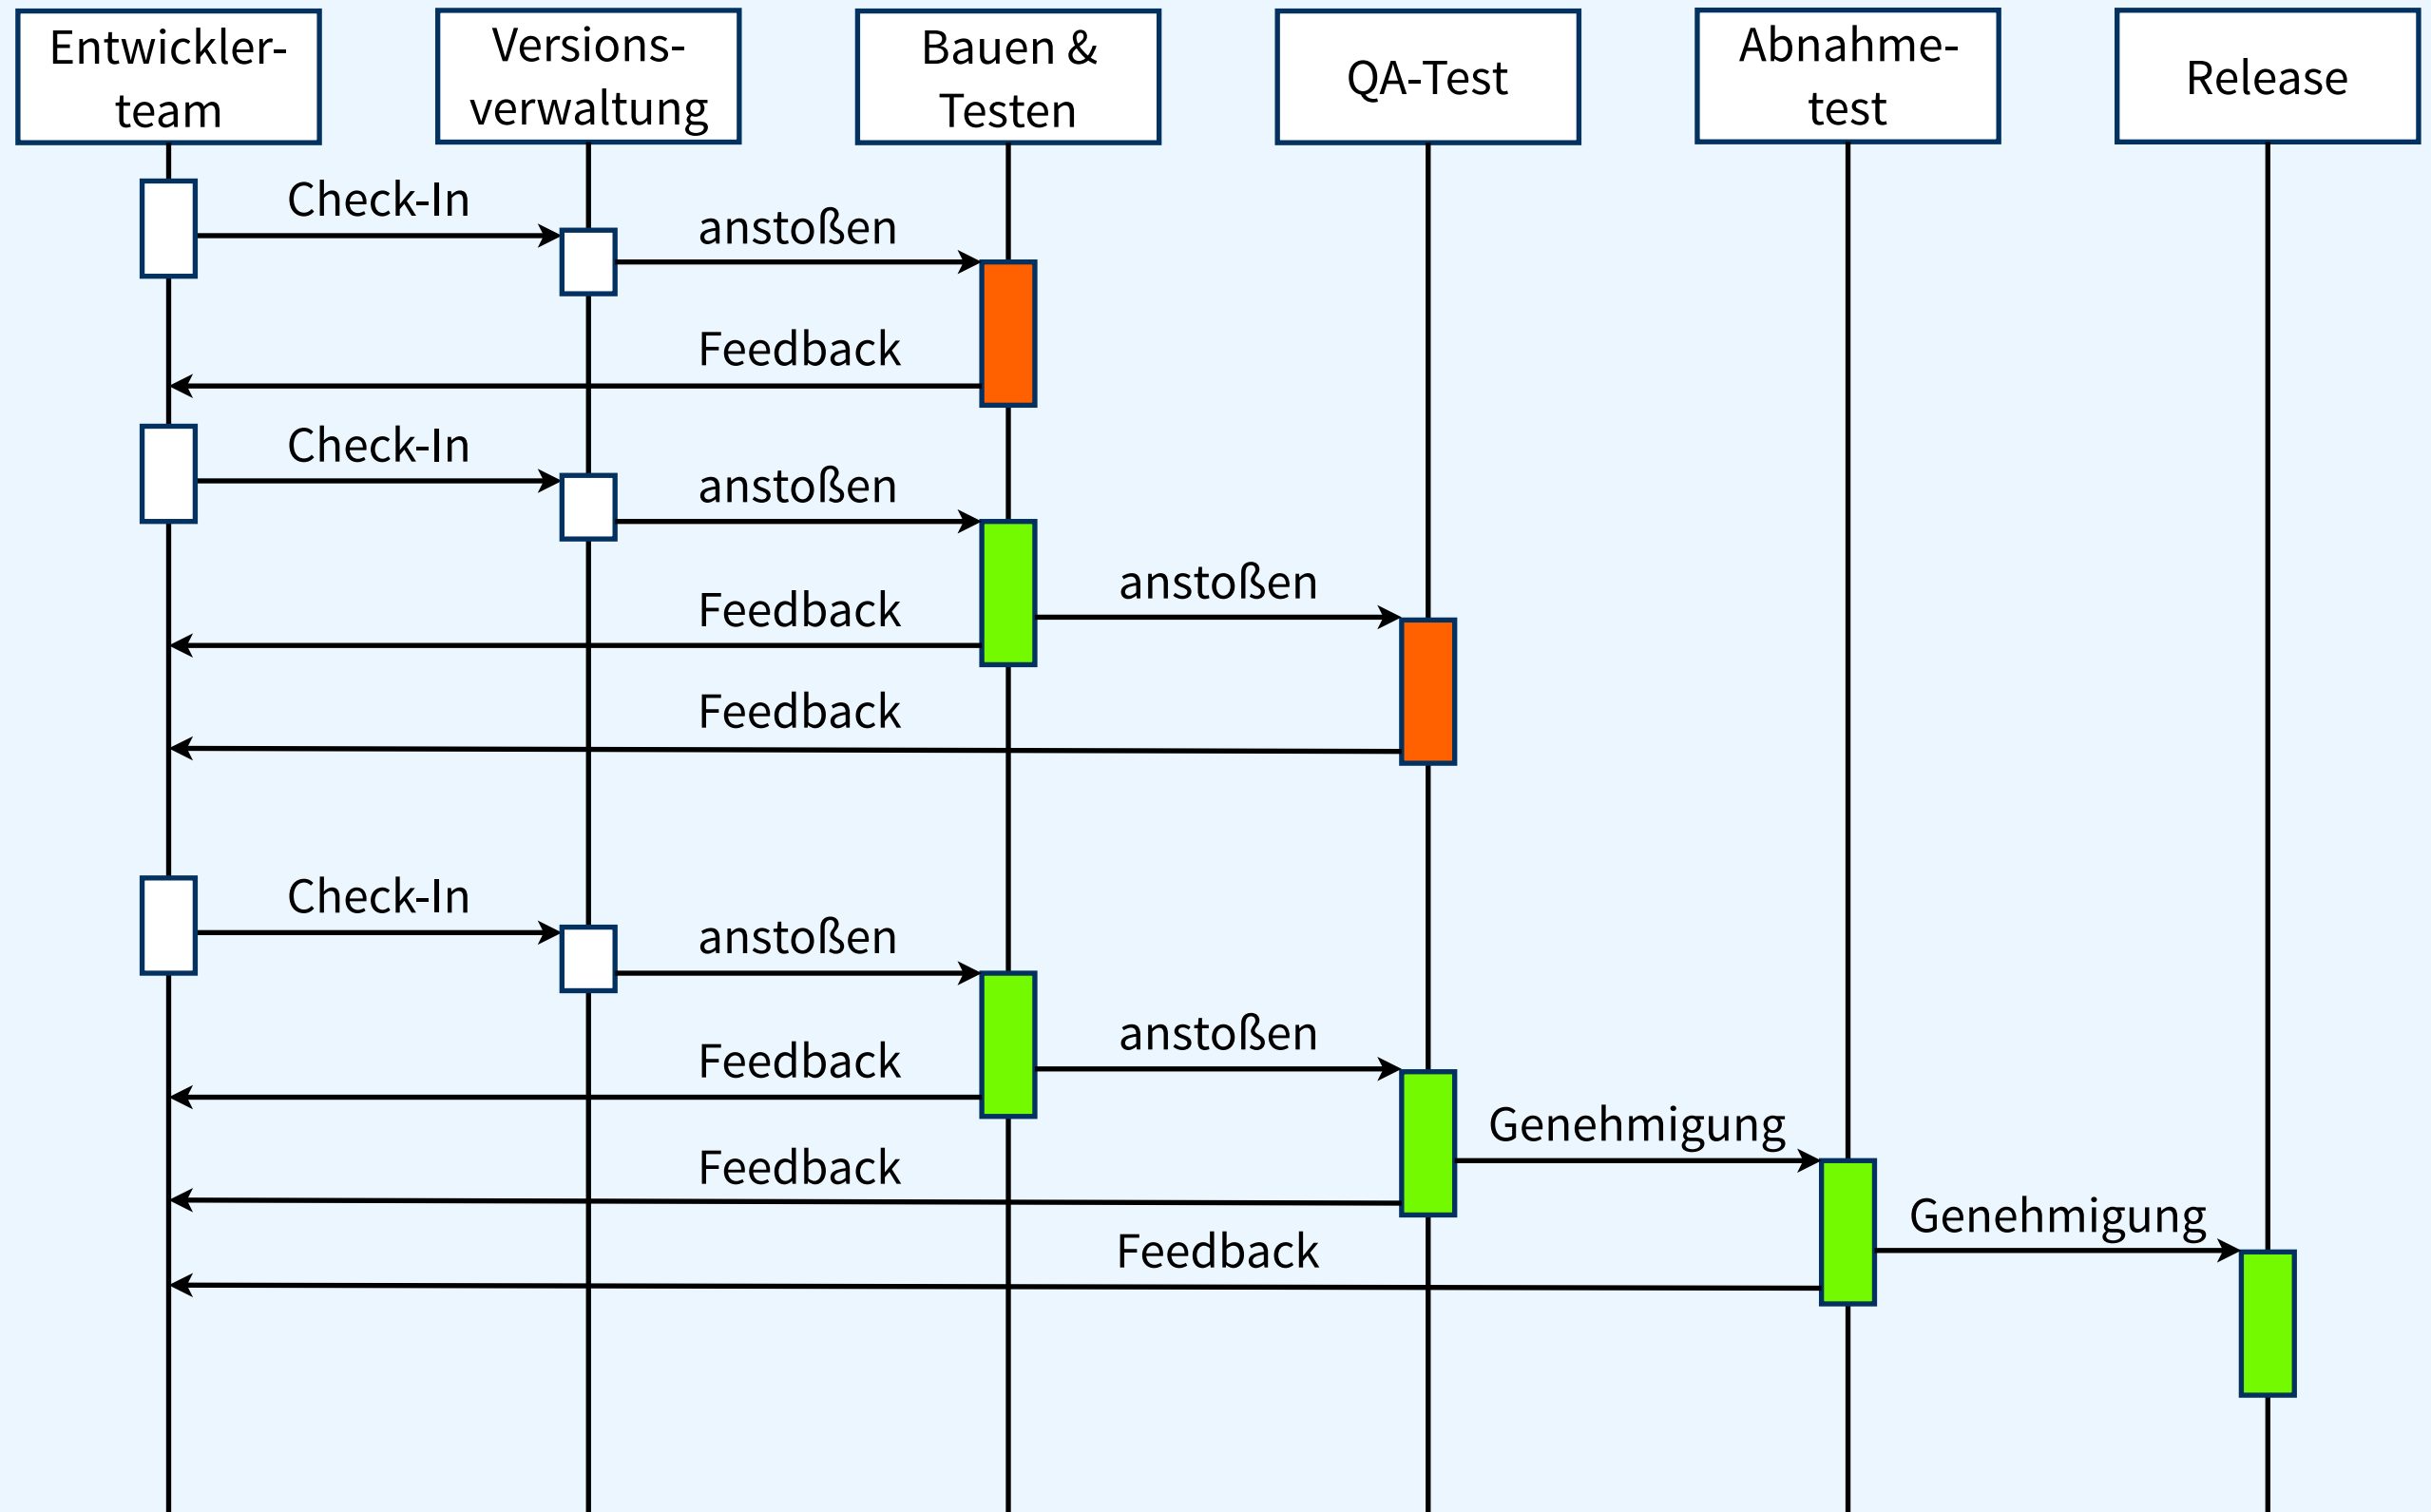 Entwickler-
team
Versions-
verwaltung
Bauen &
Testen
QA-Test
Abnahme-
test
Release
Check-In
anstoßen
Feedback
Check-In
anstoßen
anstoßen
Feedback
Feedback
Check-In
anstoßen
anstoßen
Feedback
Genehmigung
Feedback
Genehmigung
Feedback